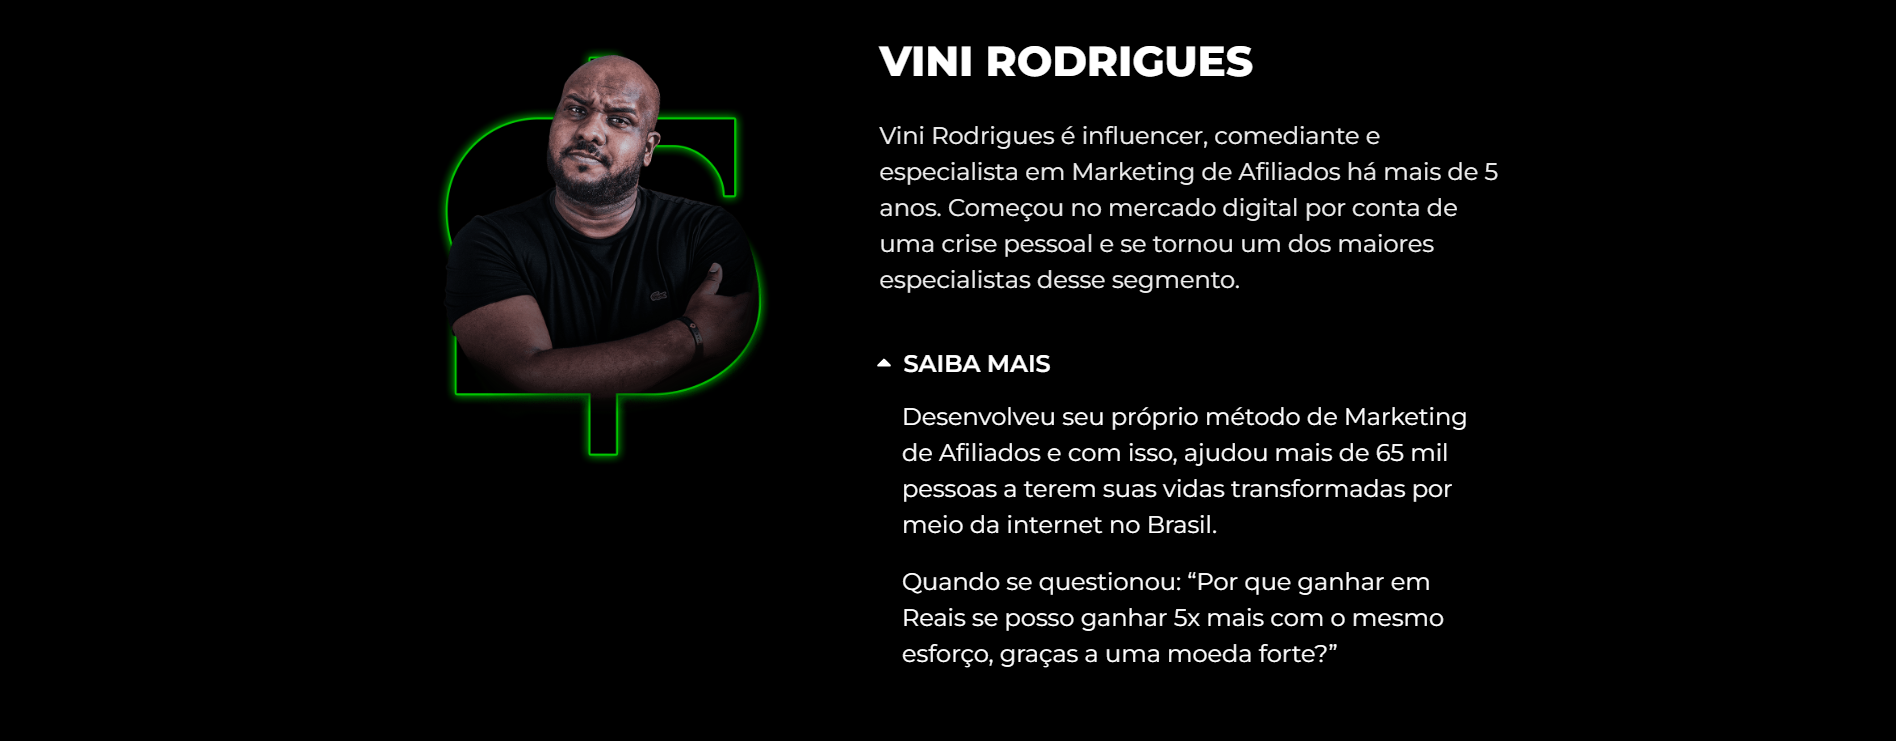 VINI RODRIGUES
Vini Rodrigues é influencer, comediante e
especialista em Marketing de Afiliados há mais de 5
anos. Começou no mercado digital por conta de
uma crise pessoal e se tornou um dos maiores
especialistas desse segmento.
SAIBA MAIS
Desenvolveu seu próprio método de Marketing
de Afiliados e com isso, ajudou mais de 65 mil
pessoas a terem suas vidas transformadas por
meio da internet no Brasil.
Quando se questionou: “Por que ganhar em
Reais se posso ganhar 5x mais com o mesmo
esforço, graças a uma moeda forte?”